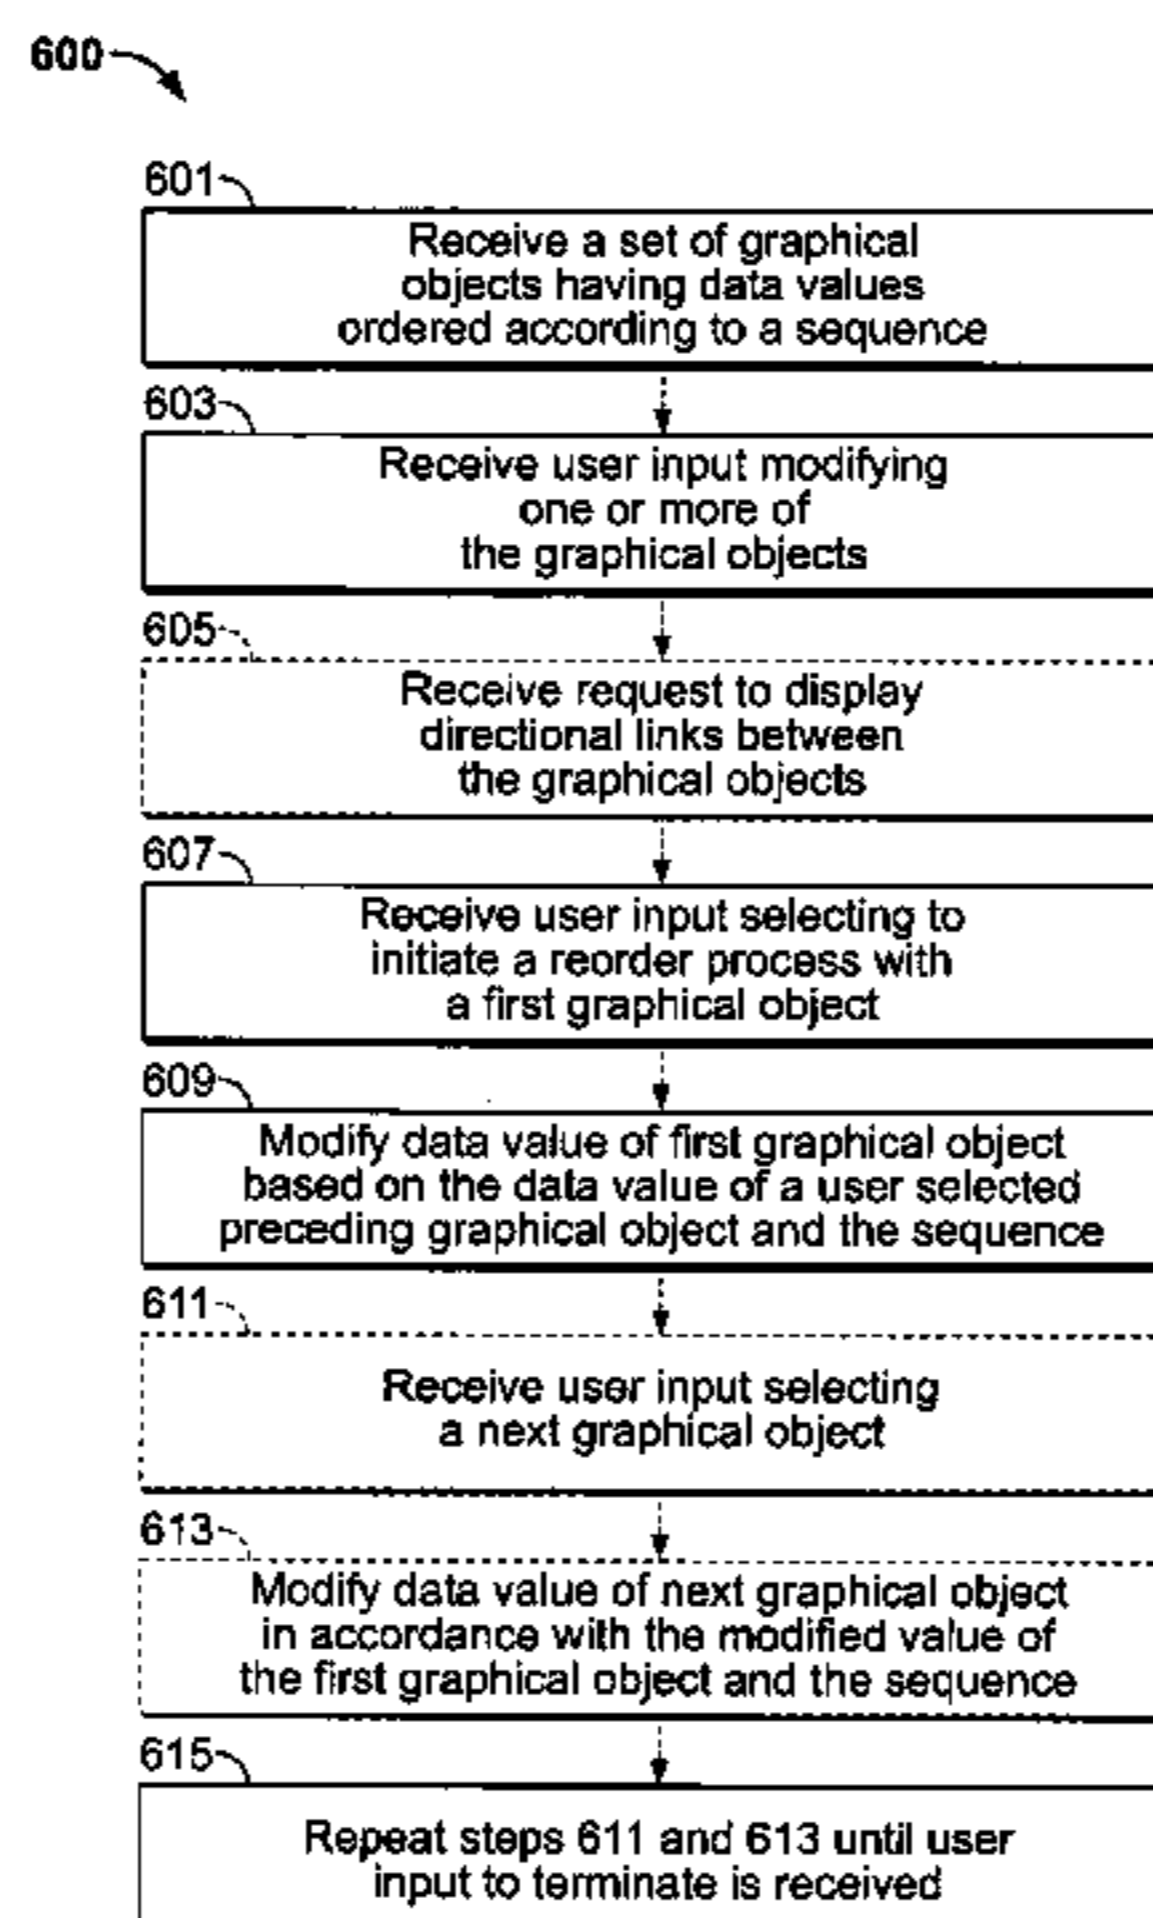 600
601
Receive a set of graphical
objects having data values
ordered according to a sequence
603
Receive user input modifying
one or more of
the graphical objects
605
Receive request to display
directional links between
the graphical objects
607
Receive user input selecting to
initiate a reorder process with
a first graphical object
609
Modify data value of first graphical object
based on the data value of a user selected
preceding graphical object and the sequence
611
Receive user input selecting
a next graphical object
613
Modify data value of next graphical object
in accordance with the modified value of
the first graphical object and the sequence
615
Repeat steps 611 and 613 until user
input to terminate is received